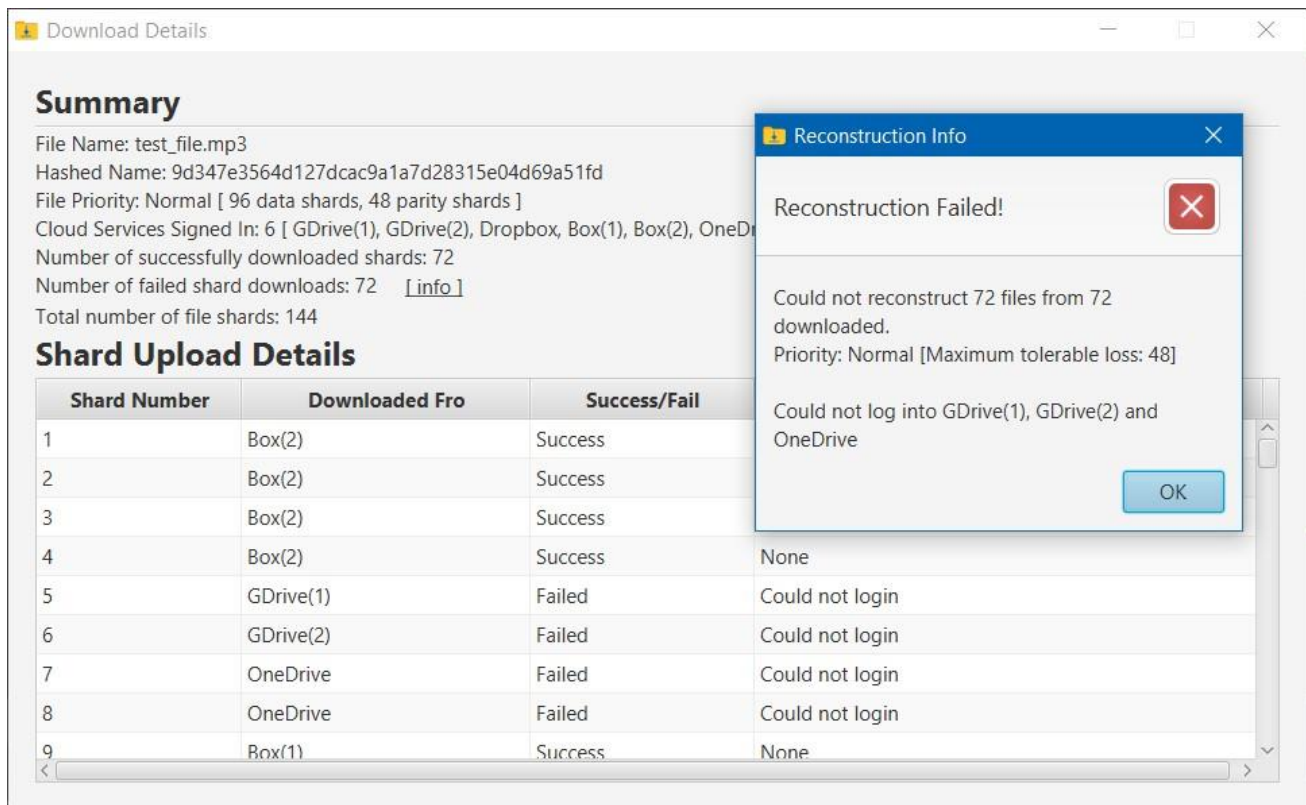 Download Details
Summary
File Name: test_file.mp3
Hashed Name: 9d347e3564d127dcac9a1a7d28315e04d69a51fd
File Priority: Normal [ 96 data shards, 48 parity shards ]
Cloud Services Signed In: 6 [ GDrive(1), GDrive(2), Dropbox, Box(1), Box(2), OneDr
Number of successfully downloaded shards: 72
Number of failed shard downloads: 72 [ info ]
Total number of file shards: 144
Shard Upload Details
Shard Number Downloaded Fro Success/Fail
1 Box(2) Success
2 Box(2) Success
3 Box(2) Success
4 Box(2) Success None
5 GDrive(1) Failed Could not login
6 GDrive(2) Failed Could not login
7 OneDrive Failed Could not login
8 OneDrive Failed Could not login
9 Box(1) Success None
Reconstruction Info
Reconstruction Failed!
Could not reconstruct 72 files from 72
downloaded.
Priority: Normal [Maximum tolerable loss: 48]
Could not log into GDrive(1), GDrive(2) and
OneDrive
OK